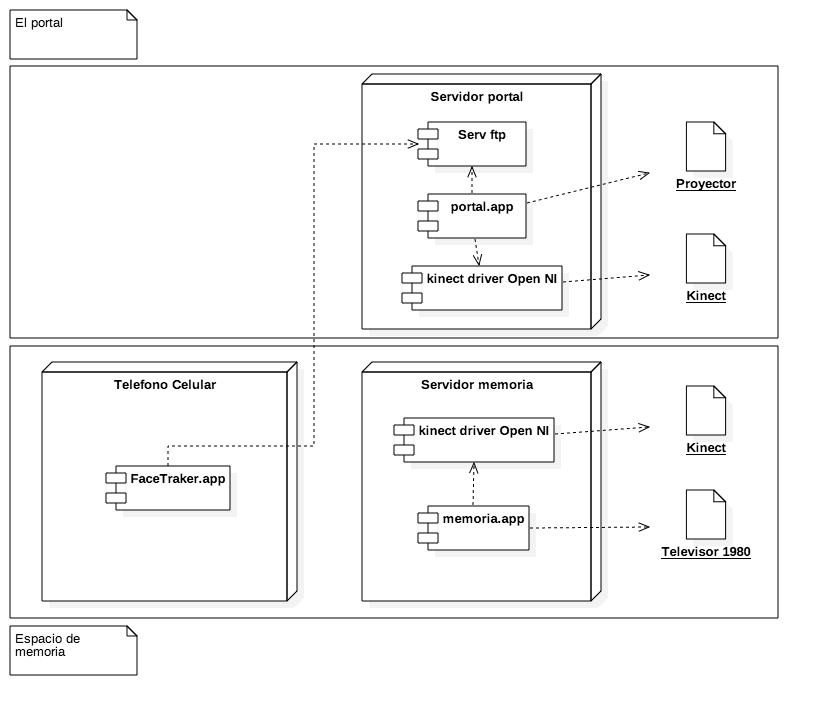 El portal
Servidor portal
Serv ftp
Proyector
portal.app
kinect driver Open NI
Kinect
Telefono Celular
FaceTraker.app
Servidor memoria
kinect driver Open NI
Kinect
memoria.app
Televisor 1980
Espacio de
memoria